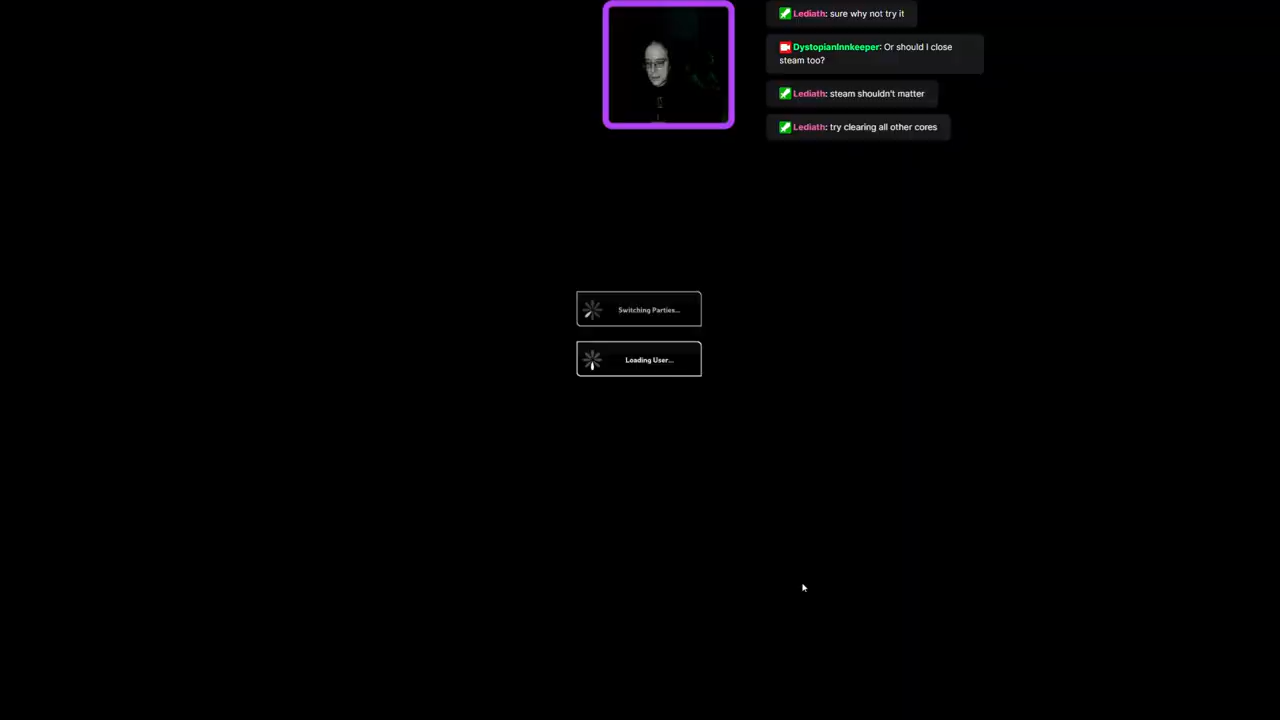 Lediath: sure why not try it
DystopianInnkeeper: Or should I close
steam too?
Lediath: steam shouldn't matter
Lediath: try clearing all other cores
Switching Parties...
Loading User...